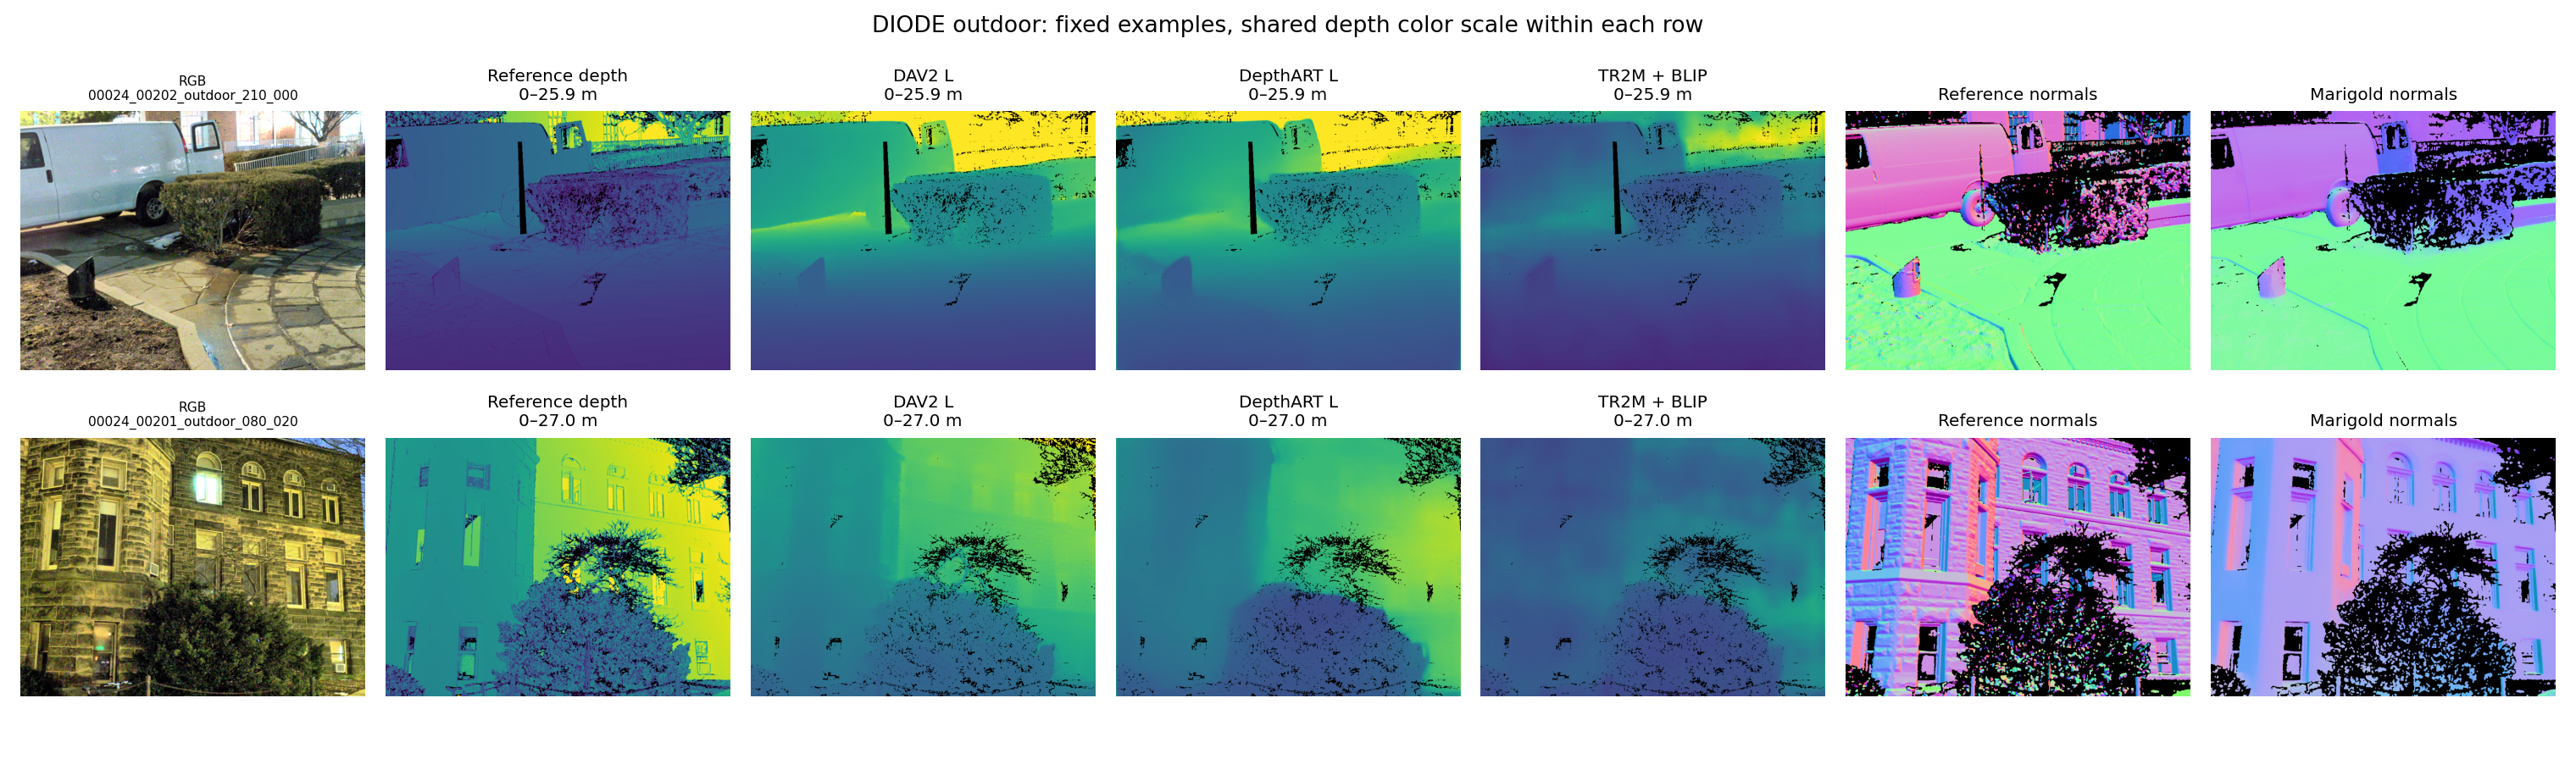 DIODE outdoor: fixed examples, shared depth color scale within each row
RGB
00024_00202_outdoor_210_000
Reference depth
0–25.9 m
DAV2 L
0–25.9 m
DepthART L
0–25.9 m
TR2M + BLIP
0–25.9 m
Reference normals
Marigold normals
RGB
00024_00201_outdoor_080_020
Reference depth
0–27.0 m
DAV2 L
0–27.0 m
DepthART L
0–27.0 m
TR2M + BLIP
0–27.0 m
Reference normals
Marigold normals